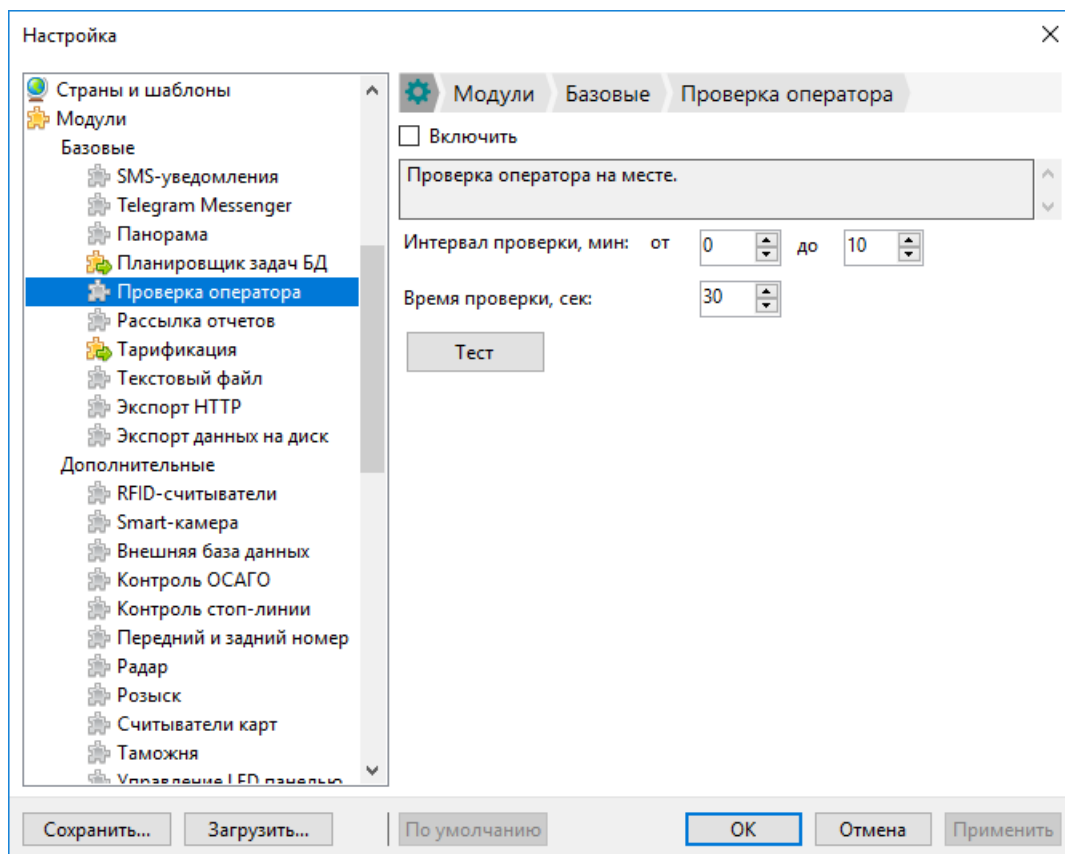 Настройка
Страны и шаблоны
Модули
Базовые
SMS-уведомления
Telegram Messenger
Панорама
Планировщик задач БД
Проверка оператора
Рассылка отчетов
Тарификация
Текстовый файл
Экспорт HTTP
Экспорт данных на диск
Дополнительные
RFID-считыватели
Smart-камера
Внешняя база данных
Контроль ОСАГО
Контроль стоп-линии
Передний и задний номер
Радар
Розыск
Считыватели карт
Таможня
Управление LED панелью
Модули Базовые Проверка оператора
Включить
Проверка оператора на месте.
Интервал проверки, мин: от 0 до 10
Время проверки, сек: 30
Тест
Сохранить... Загрузить... По умолчанию OK Отмена Применить